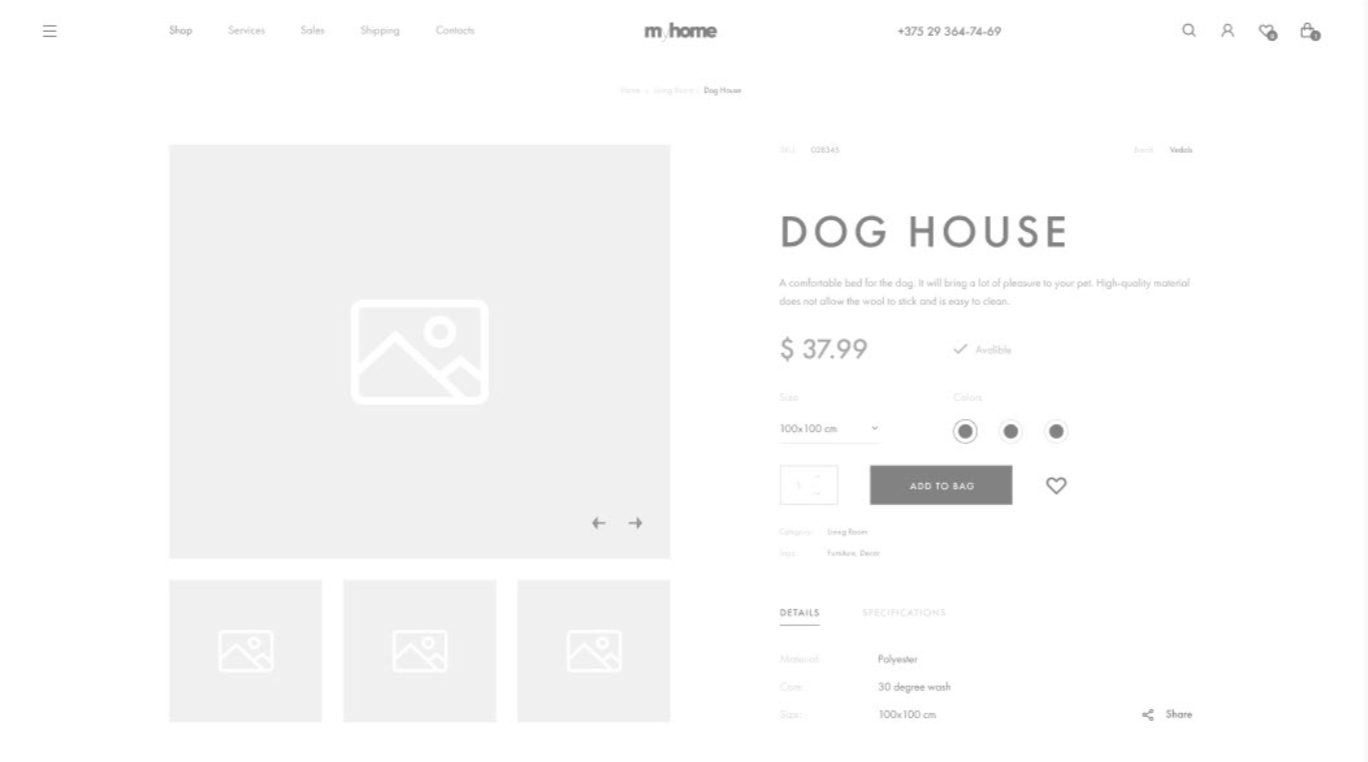 Shop Services Sales Shipping Contacts
myhome
+375 29 364-74-69
Home > Living Room > Dog House
SKU: 028345
Brand:
DOG HOUSE
A comfortable bed for the dog. It will bring a lot of pleasure to your pet. High-quality material
does not allow the wool to stick and is easy to clean.
$ 37.99
Avalible
Size
Colors
100x100 cm
1
ADD TO BAG
Category: Living Room
Tags: Furniture, Decor
DETAILS SPECIFICATIONS
Material: Polyester
Care: 30 degree wash
Size: 100x100 cm
Share